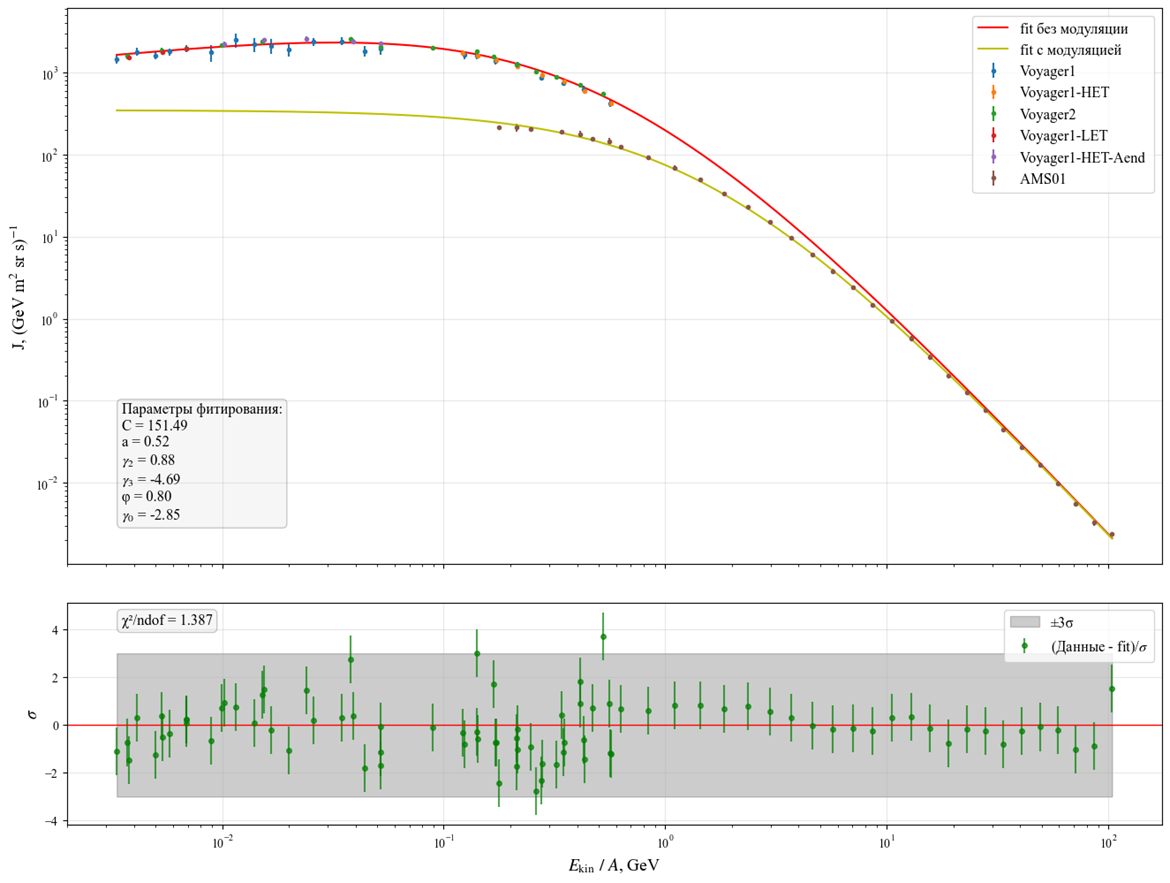 fit без модуляции
fit с модуляцией
Voyager1
Voyager1-HET
Voyager2
Voyager1-LET
Voyager1-HET-Aend
AMS01
10³
10²
10¹
10⁰
10⁻¹
10⁻²
J, (GeV m² sr s)⁻¹
Параметры фитирования:
C = 151.49
a = 0.52
γ₂ = 0.88
γ₃ = -4.69
φ = 0.80
γ₀ = -2.85
χ²/ndof = 1.387
±3σ
(Данные - fit)/σ
4
2
0
−2
−4
σ
10⁻² 10⁻¹ 10⁰ 10¹ 10²
Eₖᵢₙ / A, GeV